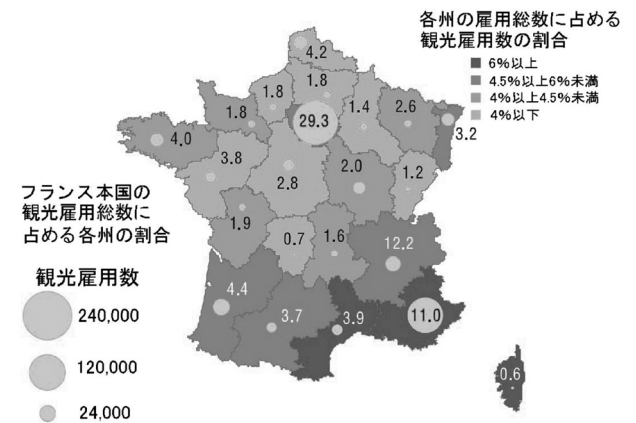 各州の雇用総数に占める
観光雇用数の割合
6%以上
4.5%以上6%未満
4%以上4.5%未満
4%以下
4.2
1.8
1.8
1.8
1.4
2.6
29.3
3.2
4.0
3.8
2.8
2.0
1.2
フランス本国の
観光雇用総数に
占める各州の割合
1.9
0.7
1.6
12.2
観光雇用数
240,000
120,000
24,000
4.4
3.7
3.9
11.0
0.6